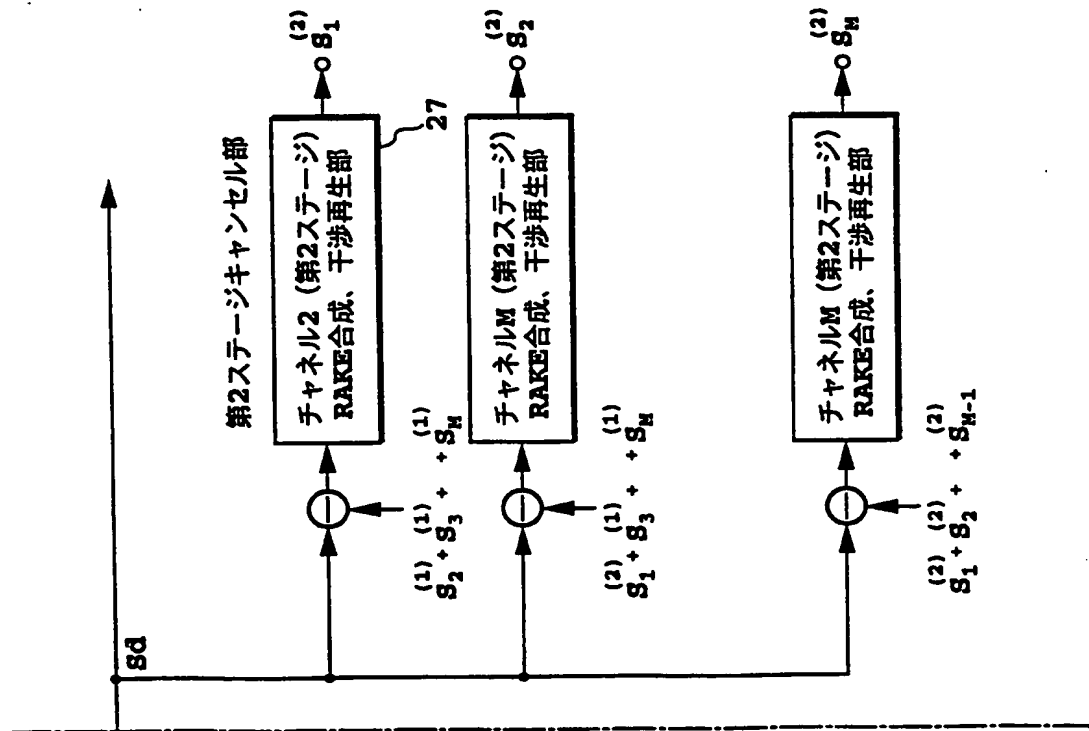 第2ステージキャンセル部
Sd
S₂⁽¹⁾ + S₃⁽¹⁾ + + S_M⁽¹⁾
チャネル2 (第2ステージ)
RAKE合成、干渉再生部
27
S₁⁽²⁾
S₁⁽²⁾ + S₃⁽¹⁾ + + S_M⁽¹⁾
チャネルM (第2ステージ)
RAKE合成、干渉再生部
S₂⁽²⁾
S₁⁽²⁾ + S₂⁽²⁾ + + S_M-1⁽²⁾
チャネルM (第2ステージ)
RAKE合成、干渉再生部
S_M⁽²⁾